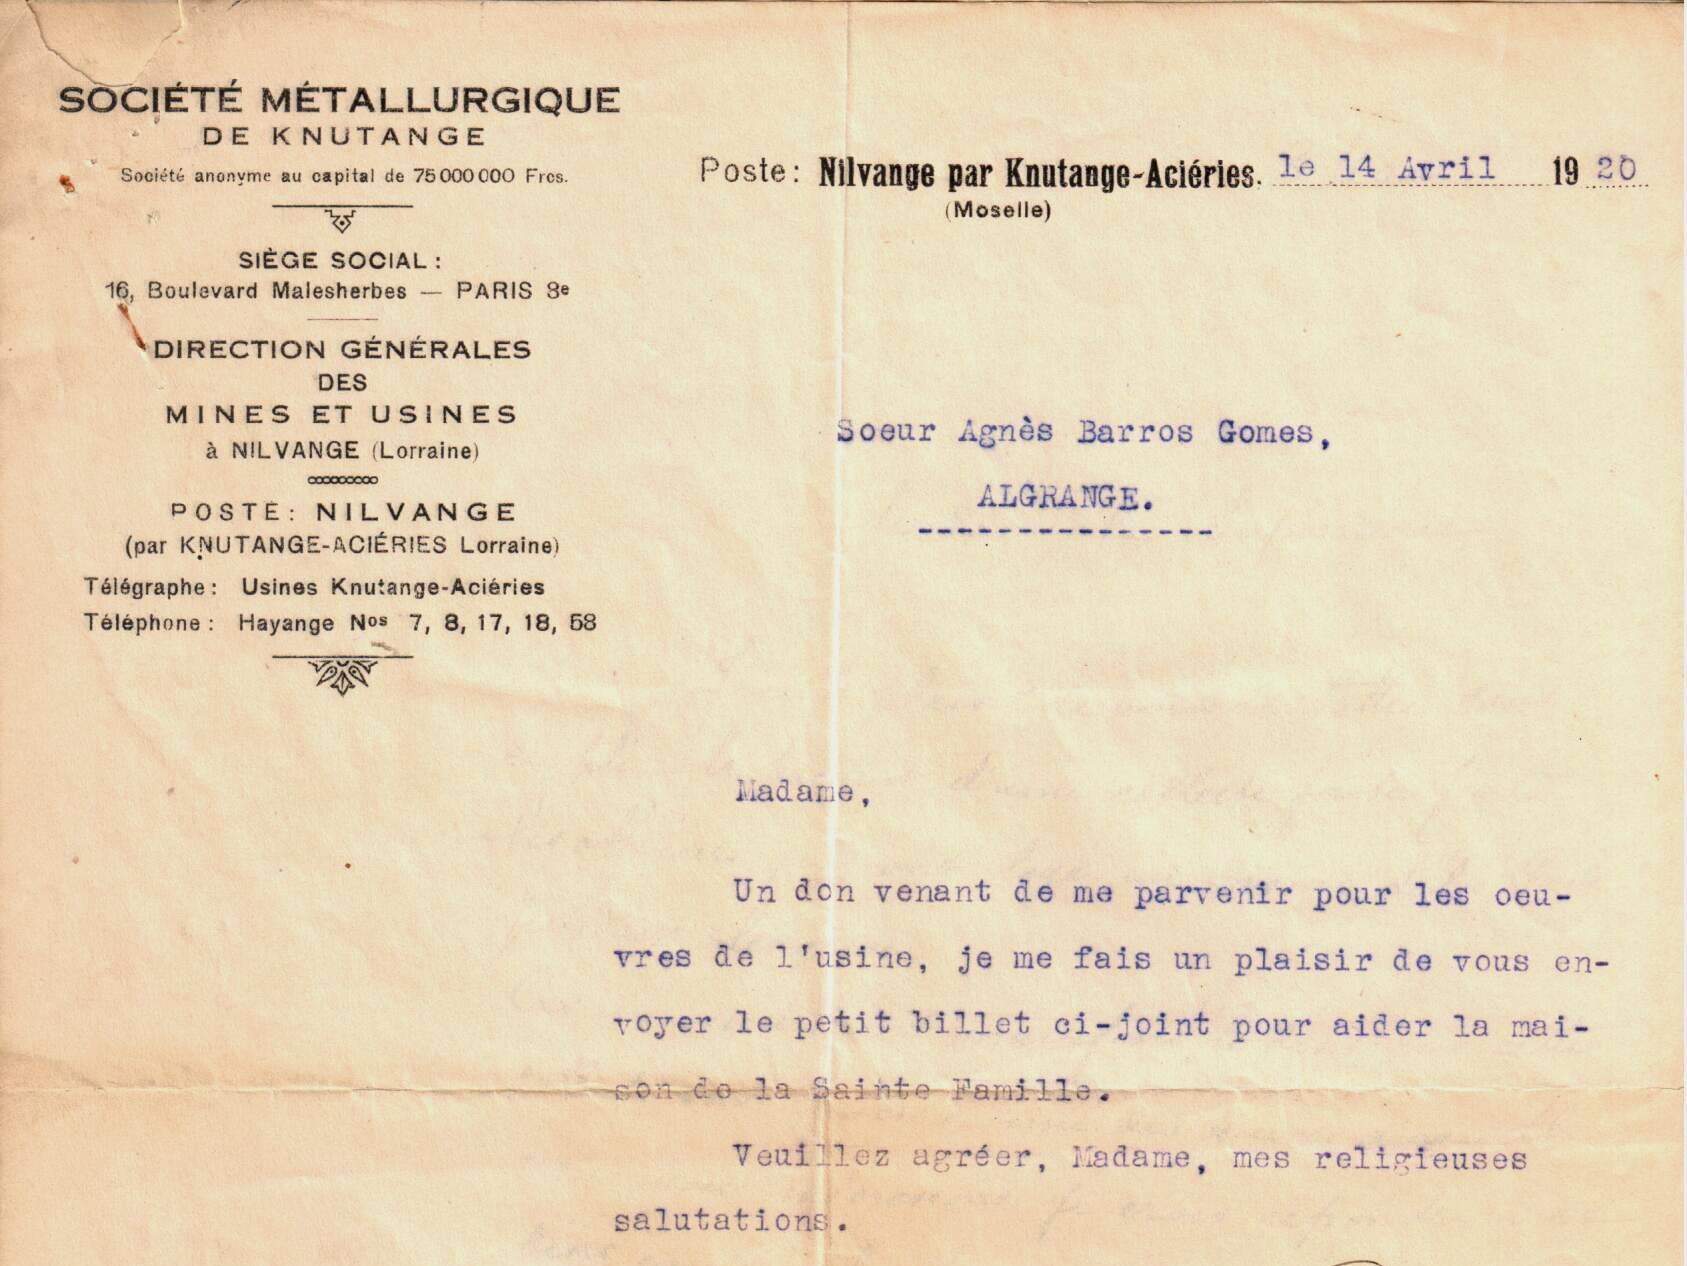 SOCIÉTÉ MÉTALLURGIQUE
DE KNUTANGE
Société anonyme au capital de 75 000 000 Frcs.
SIÈGE SOCIAL :
16, Boulevard Malesherbes — PARIS 8e
DIRECTION GÉNÉRALES
DES
MINES ET USINES
à NILVANGE (Lorraine)
POSTE: NILVANGE
(par KNUTANGE-ACIÉRIES Lorraine)
Télégraphe : Usines Knutange-Aciéries
Téléphone : Hayange Nos 7, 8, 17, 18, 58
Poste : Nilvange par Knutange-Aciéries. le 14 Avril 1920
(Moselle)
Soeur Agnès Barros Gomes,
ALGRANGE.
---------------
Madame,
Un don venant de me parvenir pour les oeu-
vres de l'usine, je me fais un plaisir de vous en-
voyer le petit billet ci-joint pour aider la mai-
son de la Sainte Famille.
Veuillez agréer, Madame, mes religieuses
salutations.